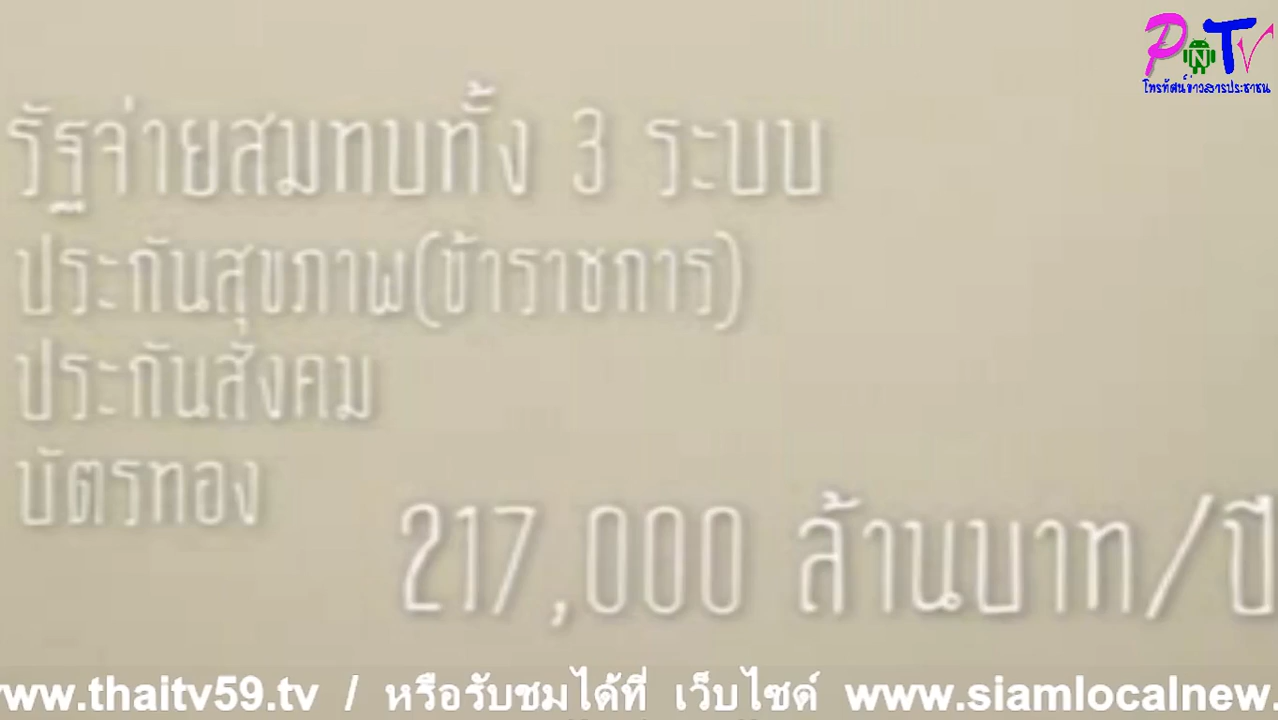 PNTV
โทรทัศน์ข่าวสารประชาชน
รัฐจ่ายสมทบทั้ง 3 ระบบ
ประกันสุขภาพ(ข้าราชการ)
ประกันสังคม
บัตรทอง
217,000 ล้านบาท/ปี
www.thaitv59.tv / หรือรับชมได้ที่ เว็บไซด์ www.siamlocalnew.